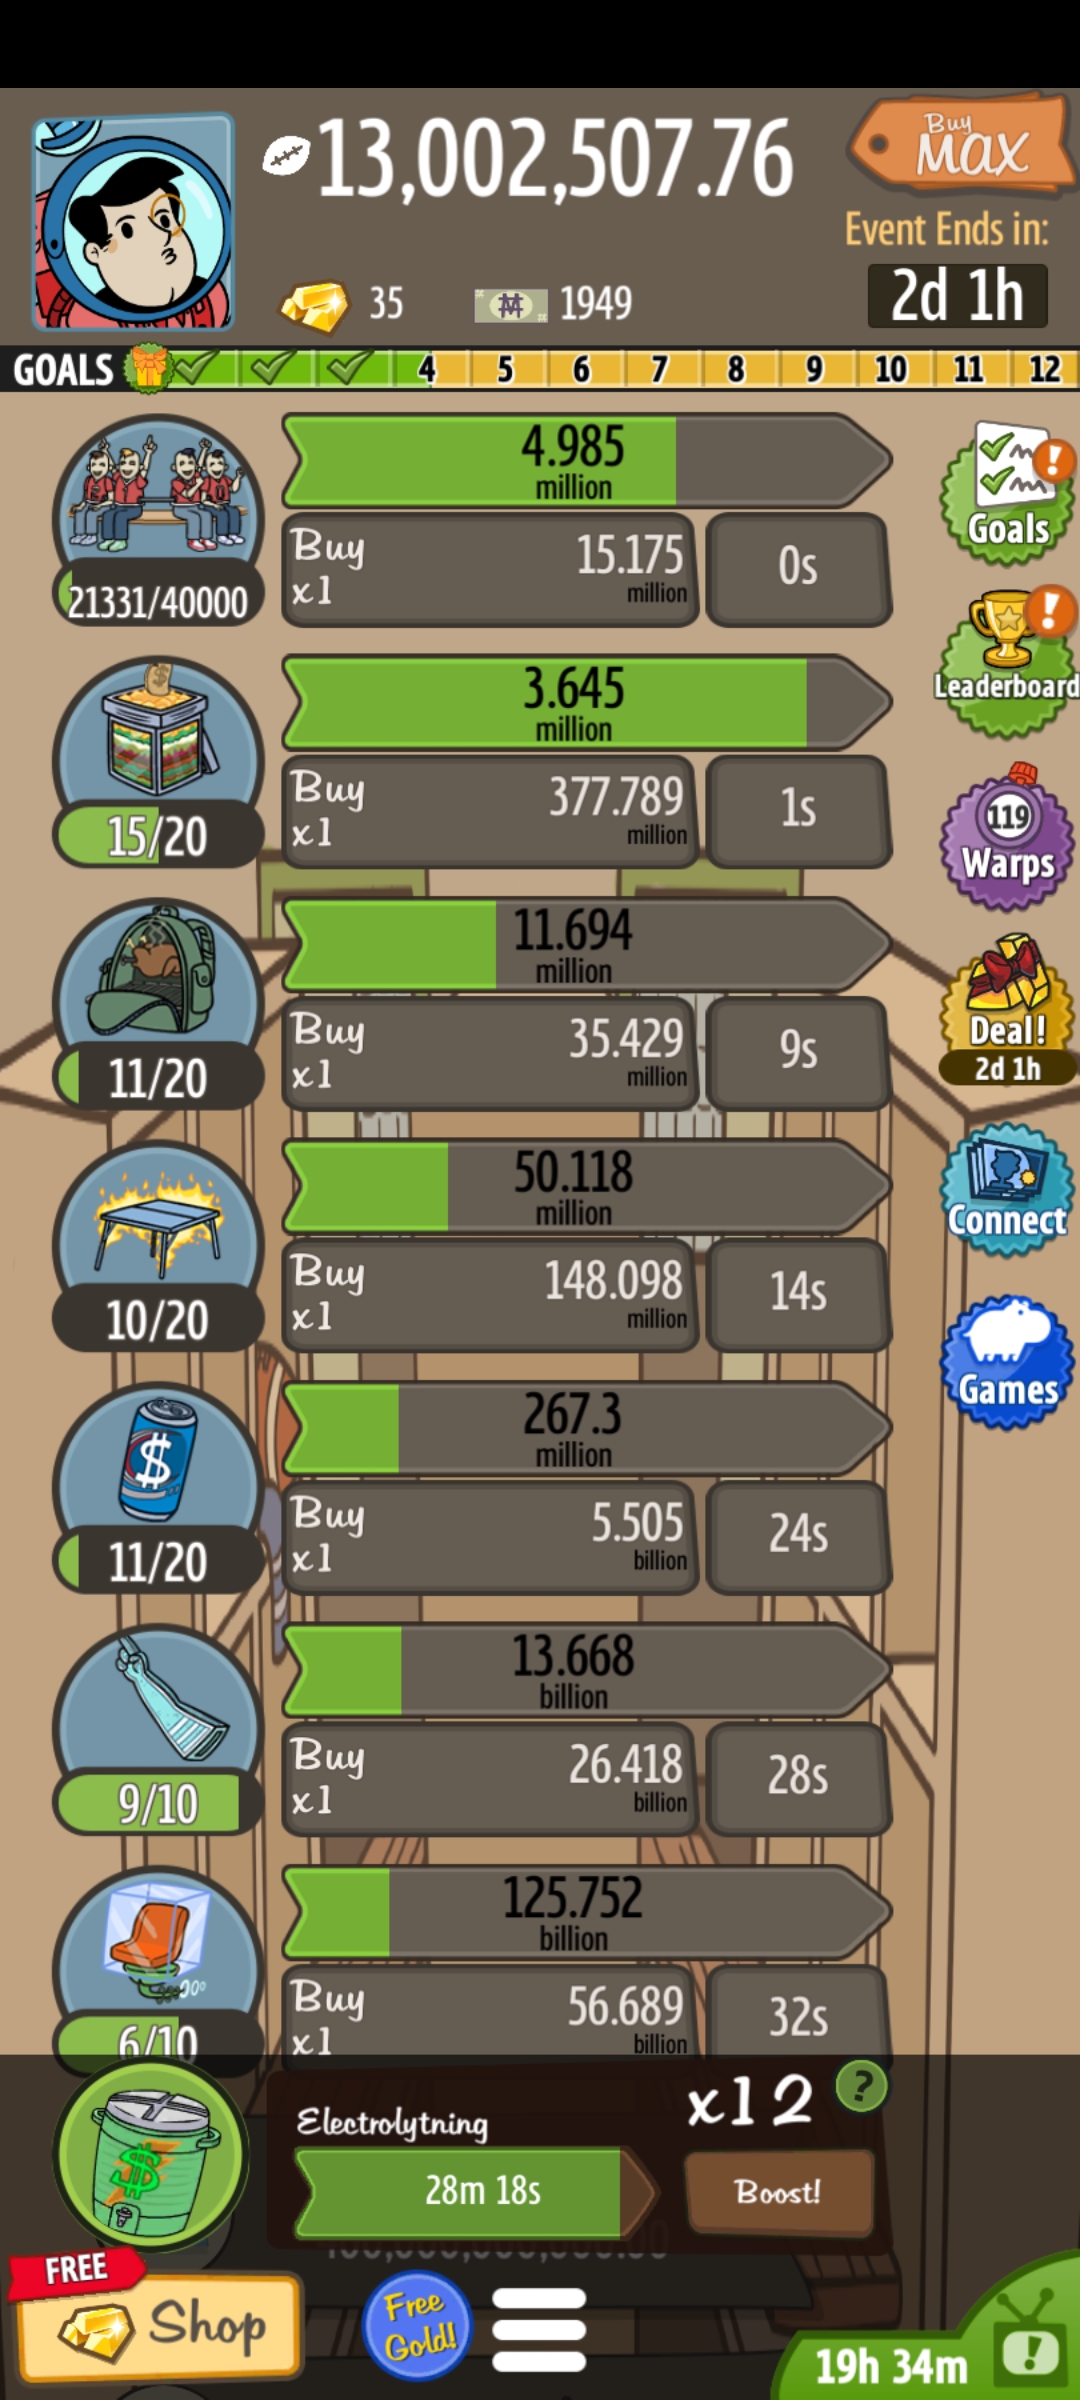 13,002,507.76
Buy
MAX
Event Ends in:
35
1949
2d 1h
GOALS 4 5 6 7 8 9 10 11 12
4.985
million
Buy
x1
15.175
million
0s
21331/40000
Goals
3.645
million
Buy
x1
377.789
million
1s
15/20
Leaderboard
119
Warps
11.694
million
Buy
x1
35.429
million
9s
11/20
Deal!
2d 1h
50.118
million
Buy
x1
148.098
million
14s
10/20
Connect
267.3
million
Buy
x1
5.505
billion
24s
11/20
Games
13.668
billion
Buy
x1
26.418
billion
28s
9/10
125.752
billion
Buy
x1
56.689
billion
32s
6/10
Electrolytning
x12
?
28m 18s
Boost!
FREE
Shop
Free
Gold!
19h 34m